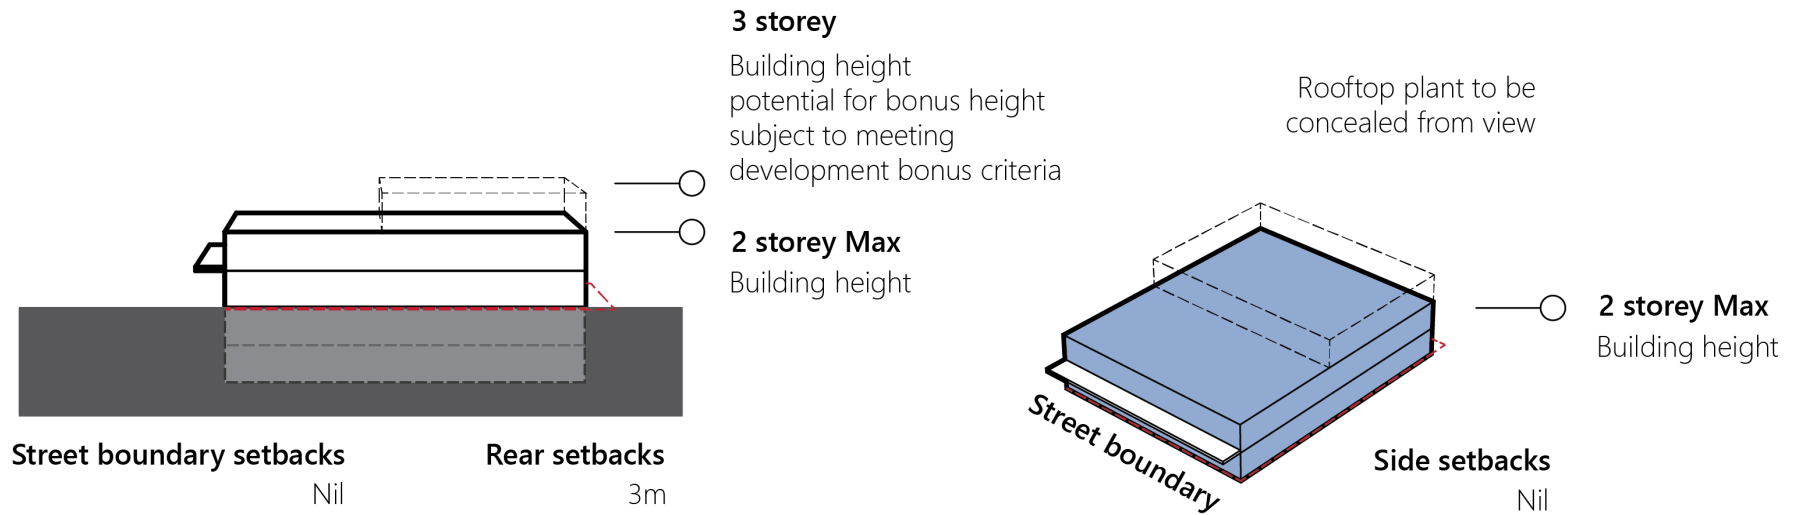 3 storey
Building height
potential for bonus height
subject to meeting
development bonus criteria
2 storey Max
Building height
Street boundary setbacks
Nil
Rear setbacks
3m
Rooftop plant to be
concealed from view
2 storey Max
Building height
Street boundary
Side setbacks
Nil